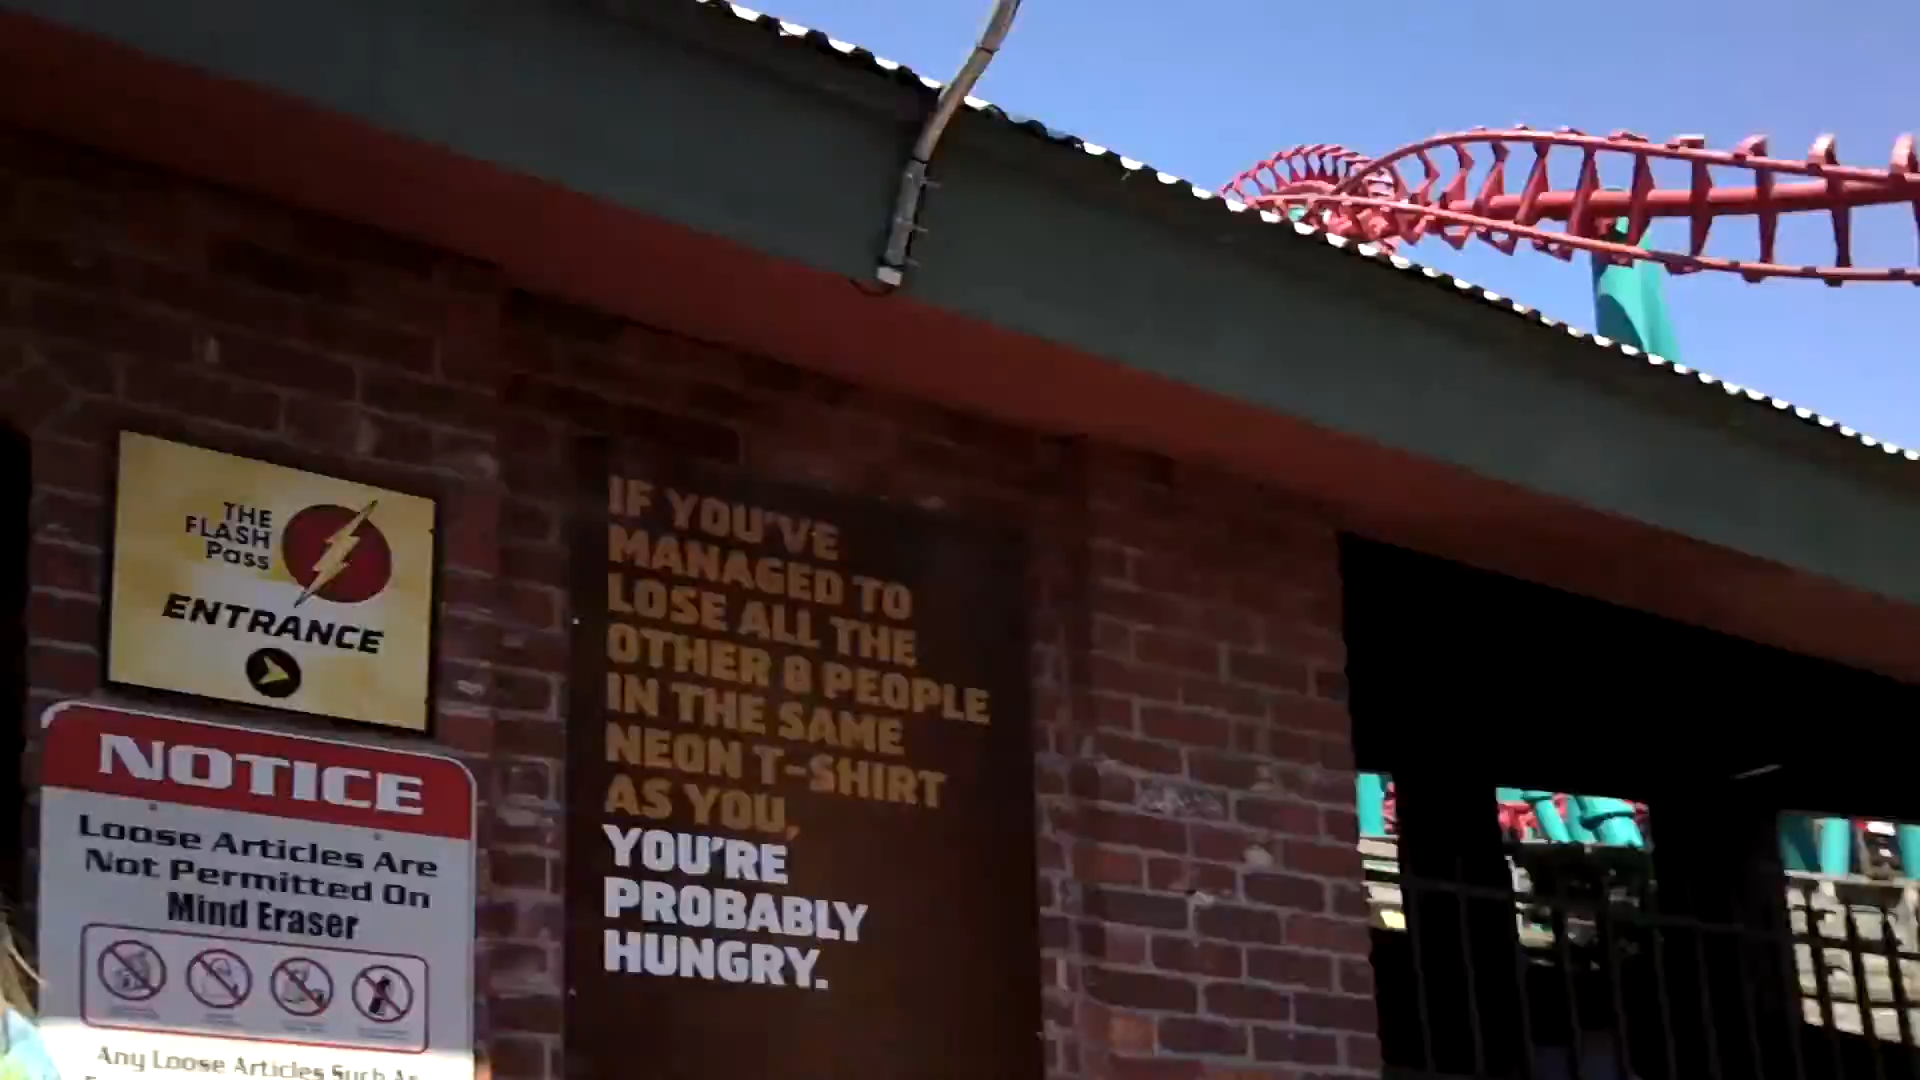 THE
FLASH
Pass
ENTRANCE
NOTICE
Loose Articles Are
Not Permitted On
Mind Eraser
Any Loose Articles Such As
IF YOU'VE
MANAGED TO
LOSE ALL THE
OTHER 8 PEOPLE
IN THE SAME
NEON T-SHIRT
AS YOU,
YOU'RE
PROBABLY
HUNGRY.